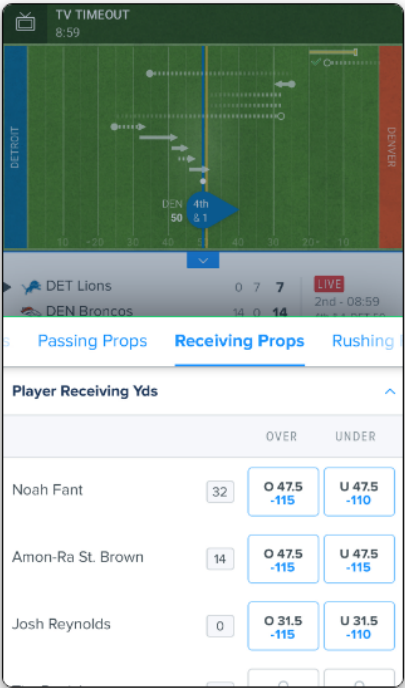 TV TIMEOUT
8:59
DETROIT
DENVER
DEN 4th
50 & 1
10 20 30 40 5 40 30 20 10
DET Lions 0 7 7 LIVE
2nd - 08:59
DEN Broncos 14 0 14
Passing Props Receiving Props Rushing
Player Receiving Yds
OVER UNDER
Noah Fant 32 O 47.5 U 47.5
-115 -110
Amon-Ra St. Brown 14 O 47.5 U 47.5
-115 -115
Josh Reynolds 0 O 31.5 U 31.5
-115 -110